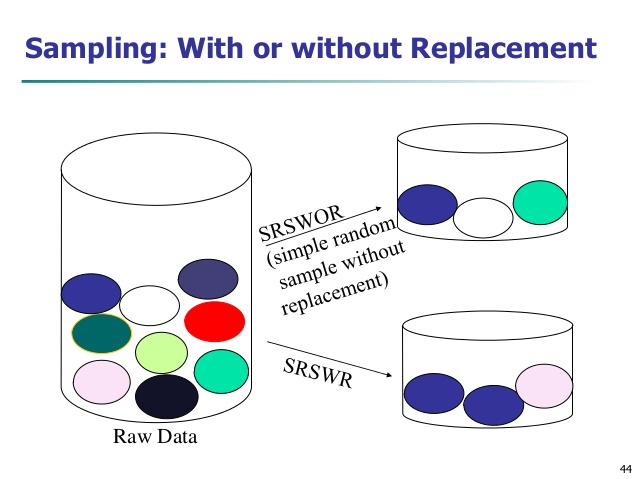 Sampling: With or without Replacement
SRSWOR
(simple random
sample without
replacement)
SRSWR
Raw Data
44